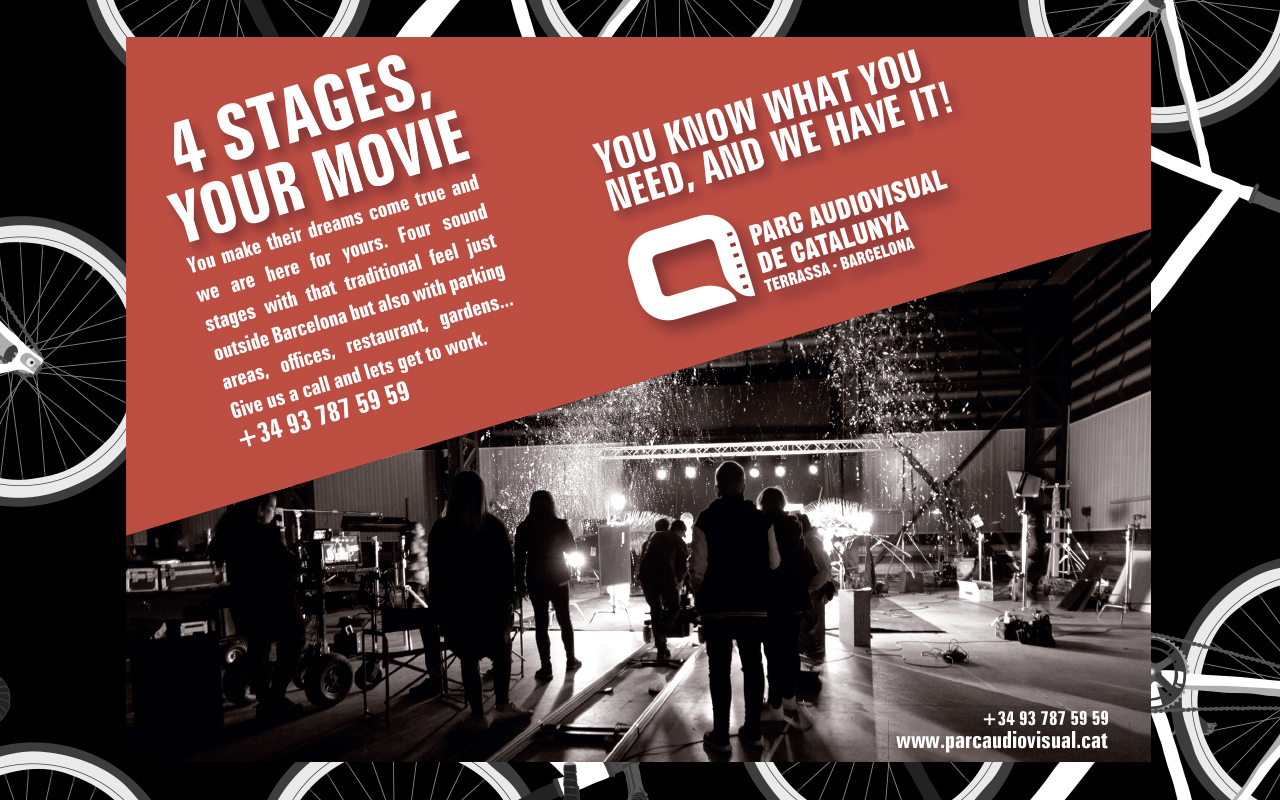 4 STAGES,
YOUR MOVIE
You make their dreams come true and
we are here for yours. Four sound
stages with that traditional feel just
outside Barcelona but also with parking
areas, offices, restaurant, gardens...
Give us a call and lets get to work.
+34 93 787 59 59
YOU KNOW WHAT YOU
NEED, AND WE HAVE IT!
PARC AUDIOVISUAL
DE CATALUNYA
TERRASSA · BARCELONA
+34 93 787 59 59
www.parcaudiovisual.cat